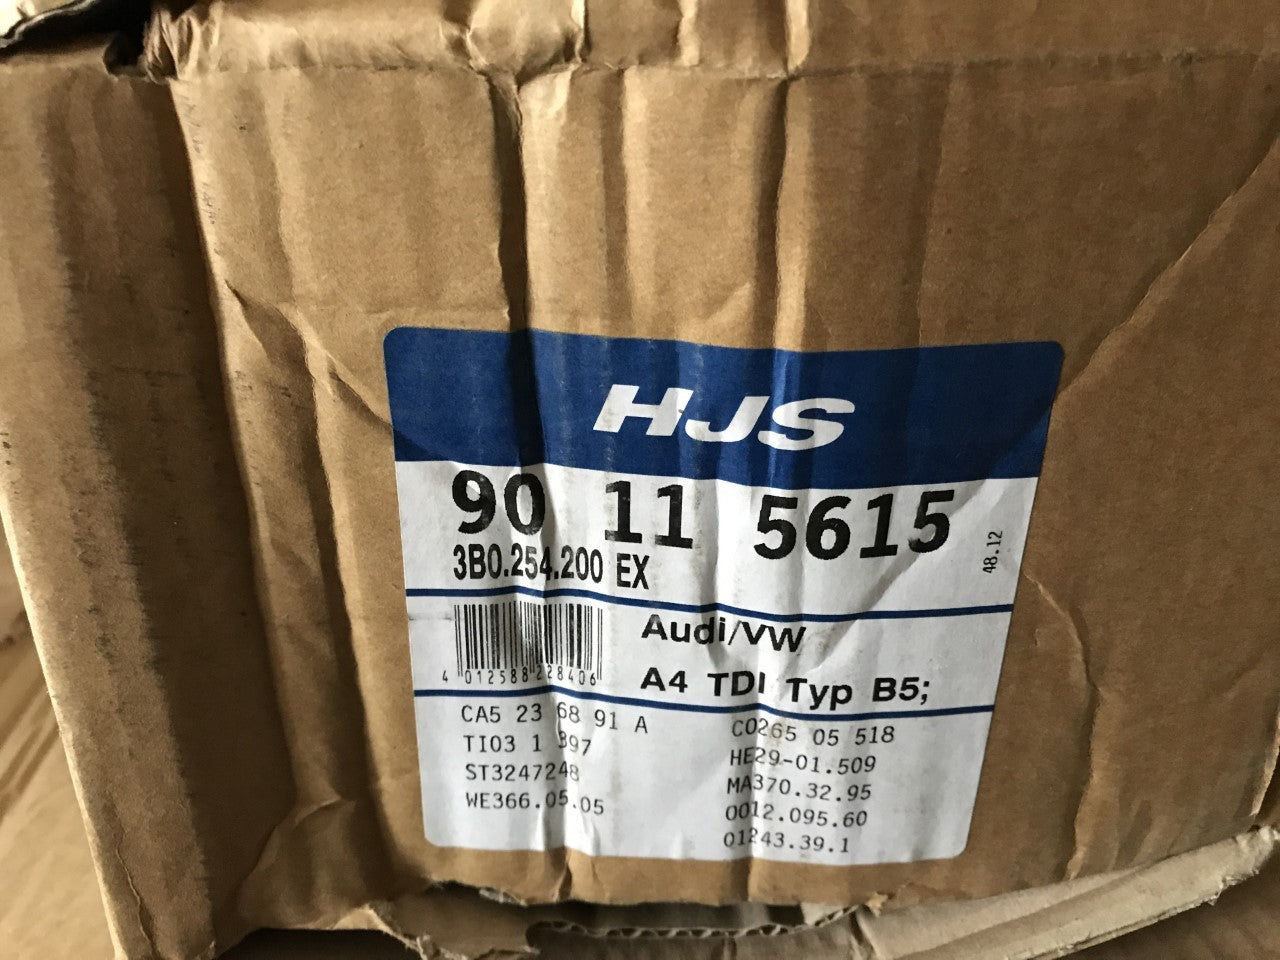 HJS
90 11 5615
3B0.254.200 EX
48.12
Audi/VW
A4 TDI Typ B5;
4 012588 228406
CA5 23 68 91 A
TI03 1 397
ST3247248
WE366.05.05
CO265 05 518
HE29-01.509
MA370.32.95
0012.095.60
01243.39.1